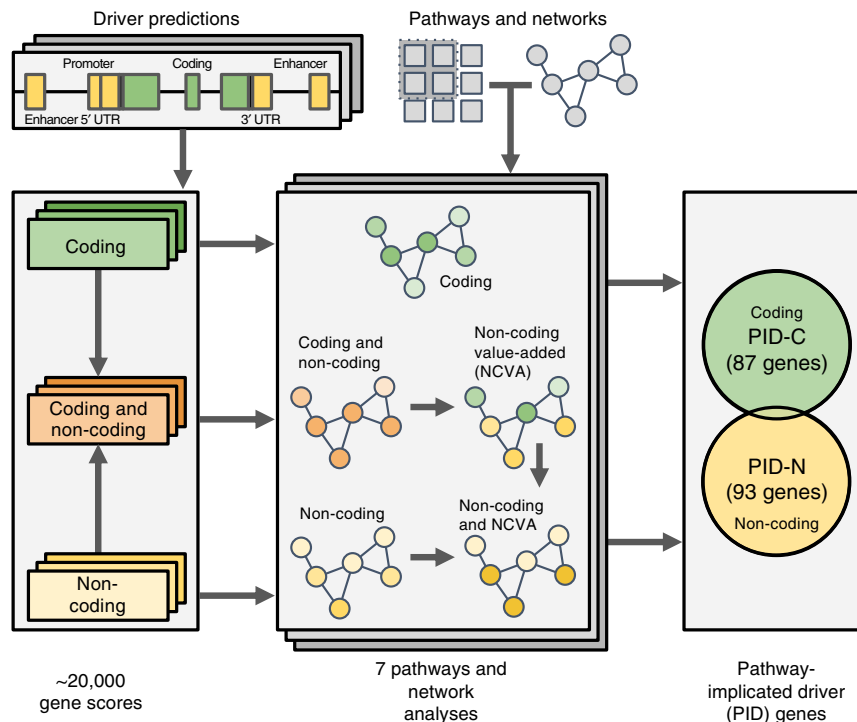 Driver predictions
Pathways and networks
Promoter
Coding
Enhancer
Enhancer 5′ UTR
3′ UTR
Coding
Coding and
non-coding
Non-
coding
~20,000
gene scores
Coding
Coding and
non-coding
Non-coding
value-added
(NCVA)
Non-coding
Non-coding
and NCVA
7 pathways and
network
analyses
Coding
PID-C
(87 genes)
PID-N
(93 genes)
Non-coding
Pathway-
implicated driver
(PID) genes